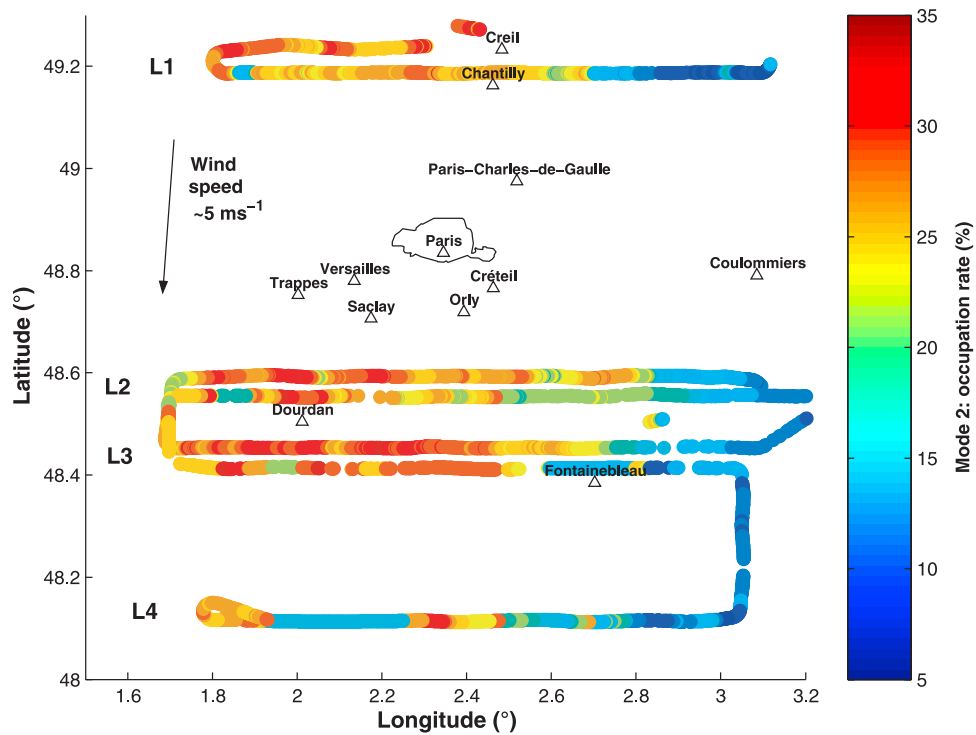 Creil
49.2
L1
Chantilly
49
Wind
speed
~5 ms⁻¹
Paris−Charles−de−Gaulle
Paris
48.8
Versailles
Trappes
Saclay
Créteil
Orly
Coulommiers
48.6
L2
Dourdan
L3
48.4
Fontainebleau
48.2
L4
48
1.6 1.8 2 2.2 2.4 2.6 2.8 3 3.2
Longitude (°)
Latitude (°)
35
30
25
20
15
10
5
Mode 2: occupation rate (%)